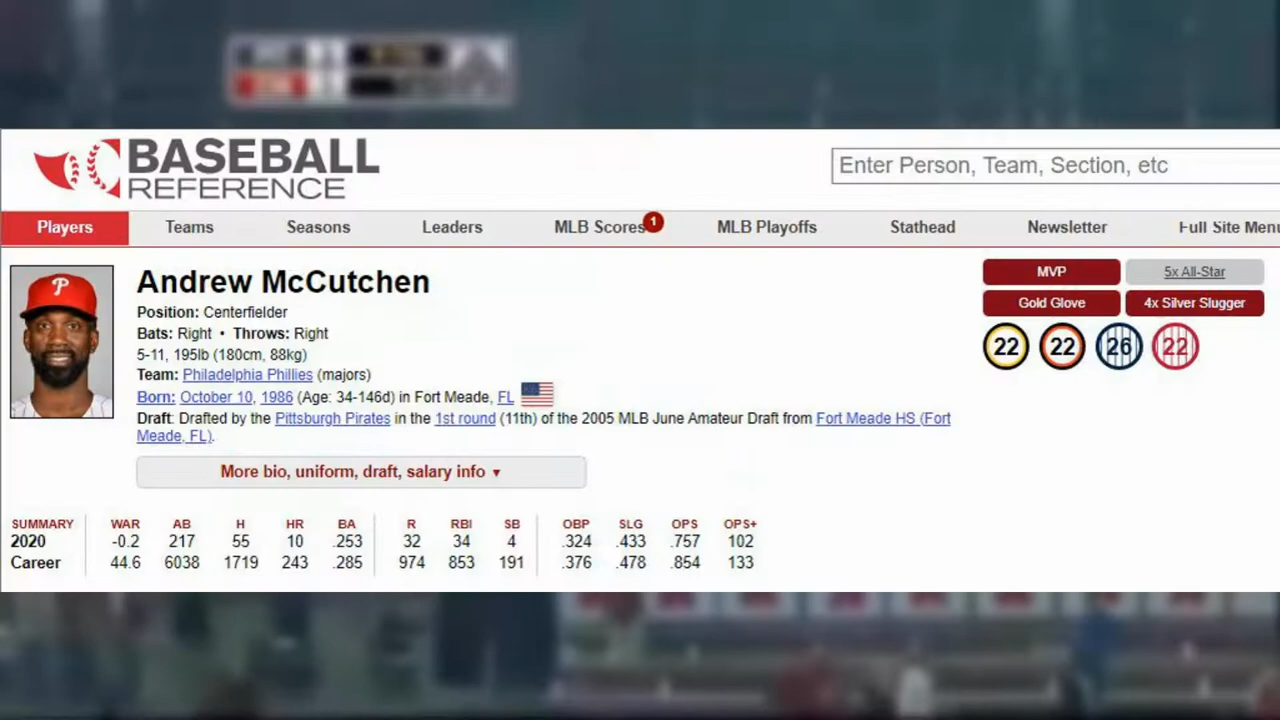 BASEBALL
REFERENCE
Enter Person, Team, Section, etc
Players Teams Seasons Leaders MLB Scores 1 MLB Playoffs Stathead Newsletter Full Site Menu
P
Andrew McCutchen
MVP 5x All-Star
Gold Glove 4x Silver Slugger
22 22 26 22
Position: Centerfielder
Bats: Right • Throws: Right
5-11, 195lb (180cm, 88kg)
Team: Philadelphia Phillies (majors)
Born: October 10, 1986 (Age: 34-146d) in Fort Meade, FL
Draft: Drafted by the Pittsburgh Pirates in the 1st round (11th) of the 2005 MLB June Amateur Draft from Fort Meade HS (Fort
Meade, FL).
More bio, uniform, draft, salary info ▼
SUMMARY WAR AB H HR BA R RBI SB OBP SLG OPS OPS+
2020 -0.2 217 55 10 .253 32 34 4 .324 .433 .757 102
Career 44.6 6038 1719 243 .285 974 853 191 .376 .478 .854 133